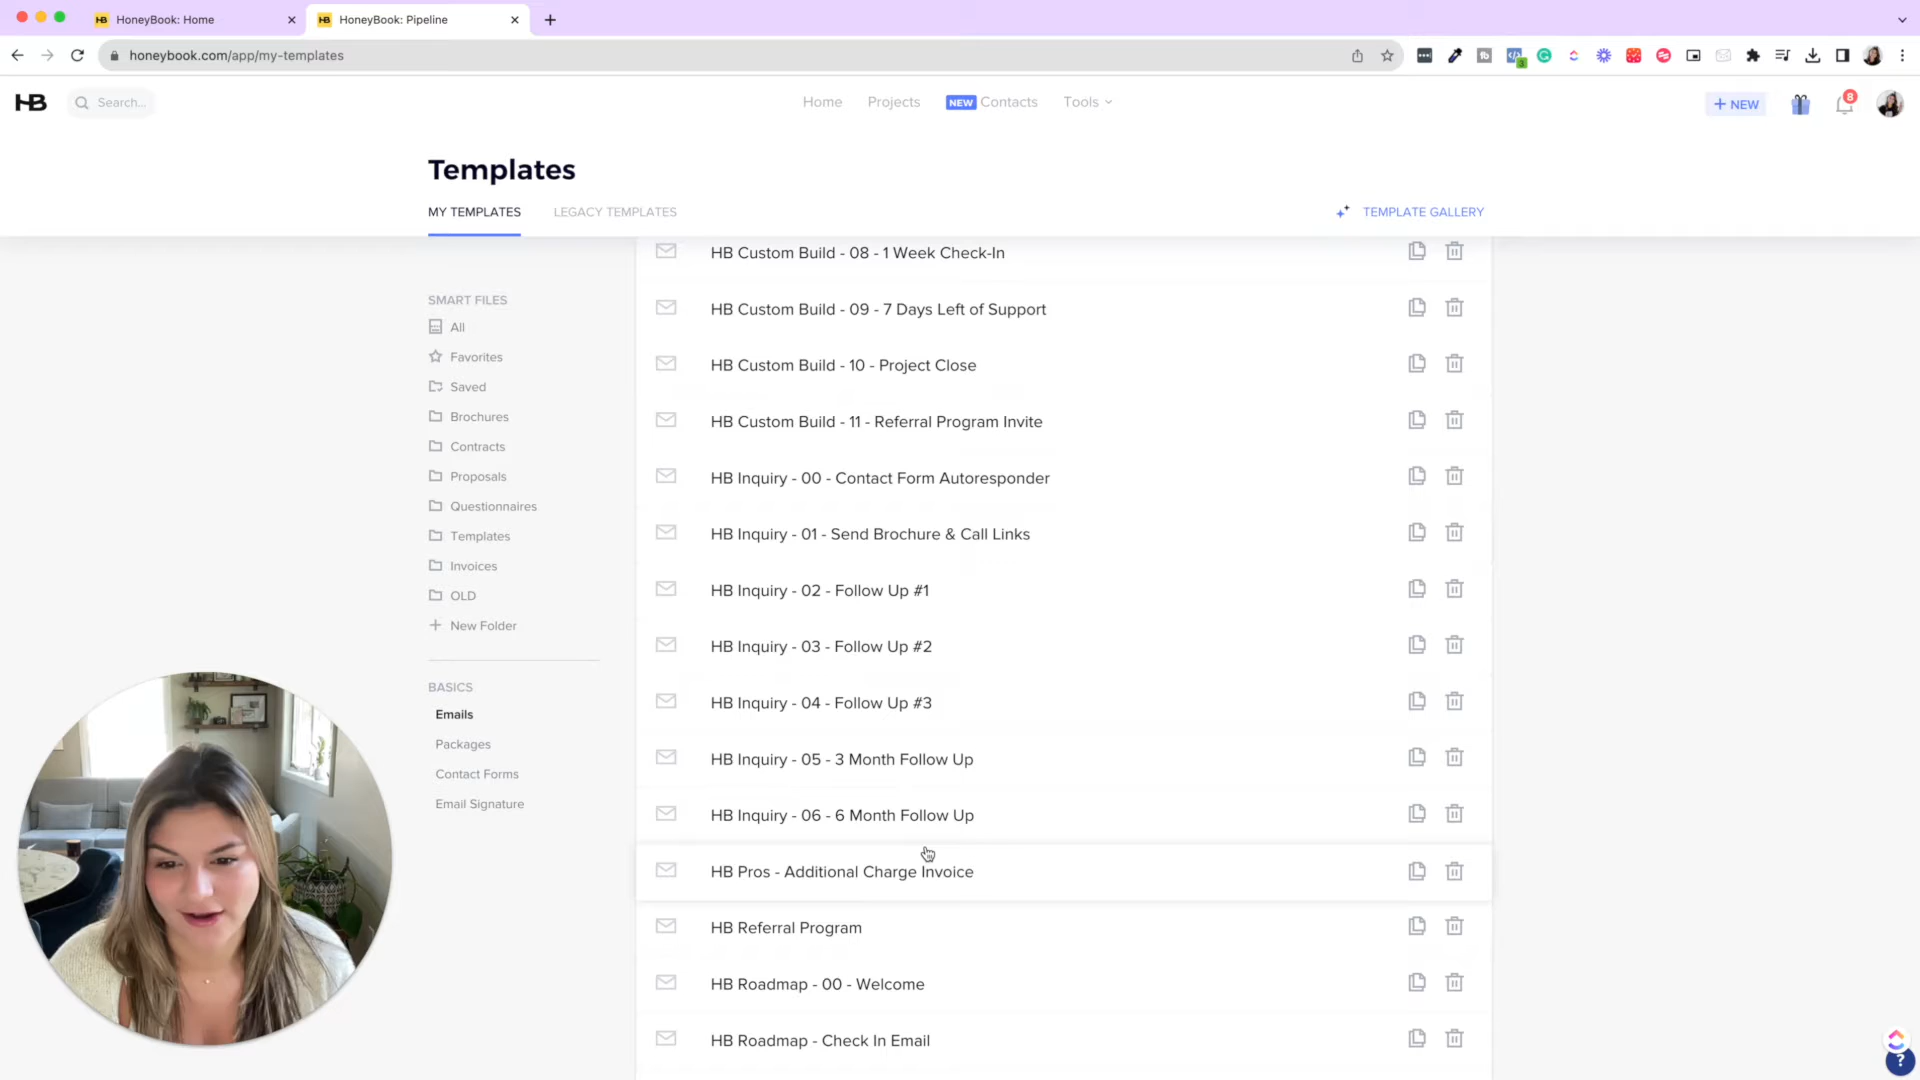 HB HoneyBook: Home
HB HoneyBook: Pipeline
honeybook.com/app/my-templates
3
HB
Search...
Home
Projects
NEW Contacts
Tools
+ NEW
8
Templates
MY TEMPLATES
LEGACY TEMPLATES
TEMPLATE GALLERY
SMART FILES
All
Favorites
Saved
Brochures
Contracts
Proposals
Questionnaires
Templates
Invoices
OLD
+ New Folder
BASICS
Emails
Packages
Contact Forms
Email Signature
HB Custom Build - 08 - 1 Week Check-In
HB Custom Build - 09 - 7 Days Left of Support
HB Custom Build - 10 - Project Close
HB Custom Build - 11 - Referral Program Invite
HB Inquiry - 00 - Contact Form Autoresponder
HB Inquiry - 01 - Send Brochure & Call Links
HB Inquiry - 02 - Follow Up #1
HB Inquiry - 03 - Follow Up #2
HB Inquiry - 04 - Follow Up #3
HB Inquiry - 05 - 3 Month Follow Up
HB Inquiry - 06 - 6 Month Follow Up
HB Pros - Additional Charge Invoice
HB Referral Program
HB Roadmap - 00 - Welcome
HB Roadmap - Check In Email
?